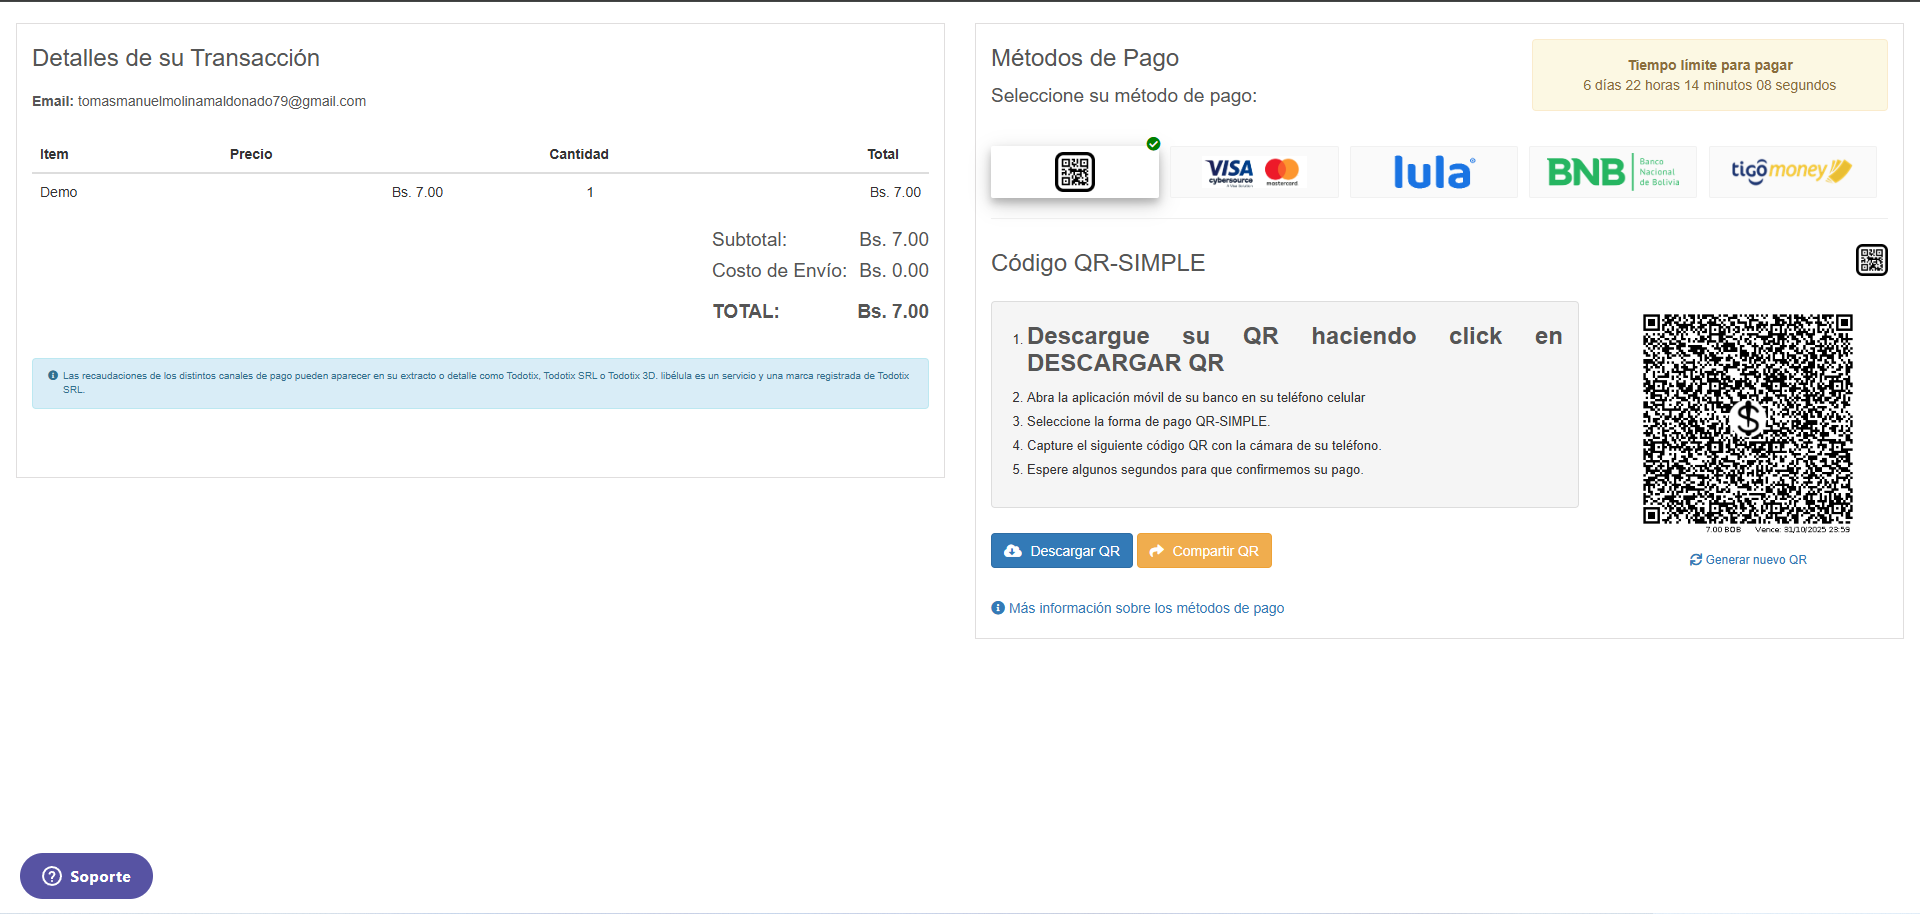 Detalles de su Transacción
Email: tomasmanuelmolinamaldonado79@gmail.com
Item Precio Cantidad Total
Demo Bs. 7.00 1 Bs. 7.00
Subtotal: Bs. 7.00
Costo de Envío: Bs. 0.00
TOTAL: Bs. 7.00
Las recaudaciones de los distintos canales de pago pueden aparecer en su extracto o detalle como Todotix, Todotix SRL o Todotix 3D. libélula es un servicio y una marca registrada de Todotix
SRL.
Métodos de Pago
Seleccione su método de pago:
Tiempo límite para pagar
6 días 22 horas 14 minutos 08 segundos
VISA
cybersource
mastercard
lula
BNB
Banco
Nacional
de Bolivia
tigo money
Código QR-SIMPLE
1. Descargue su QR haciendo click en
DESCARGAR QR
2. Abra la aplicación móvil de su banco en su teléfono celular
3. Seleccione la forma de pago QR-SIMPLE.
4. Capture el siguiente código QR con la cámara de su teléfono.
5. Espere algunos segundos para que confirmemos su pago.
$
7.00 BOB Vence: 31/10/2025 23:59
Descargar QR
Compartir QR
Generar nuevo QR
Más información sobre los métodos de pago
Soporte